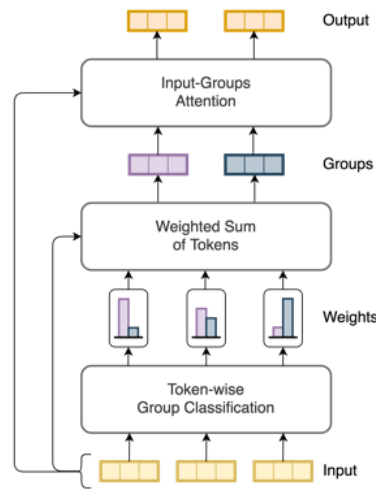 Output
Input-Groups
Attention
Groups
Weighted Sum
of Tokens
Weights
Token-wise
Group Classification
Input